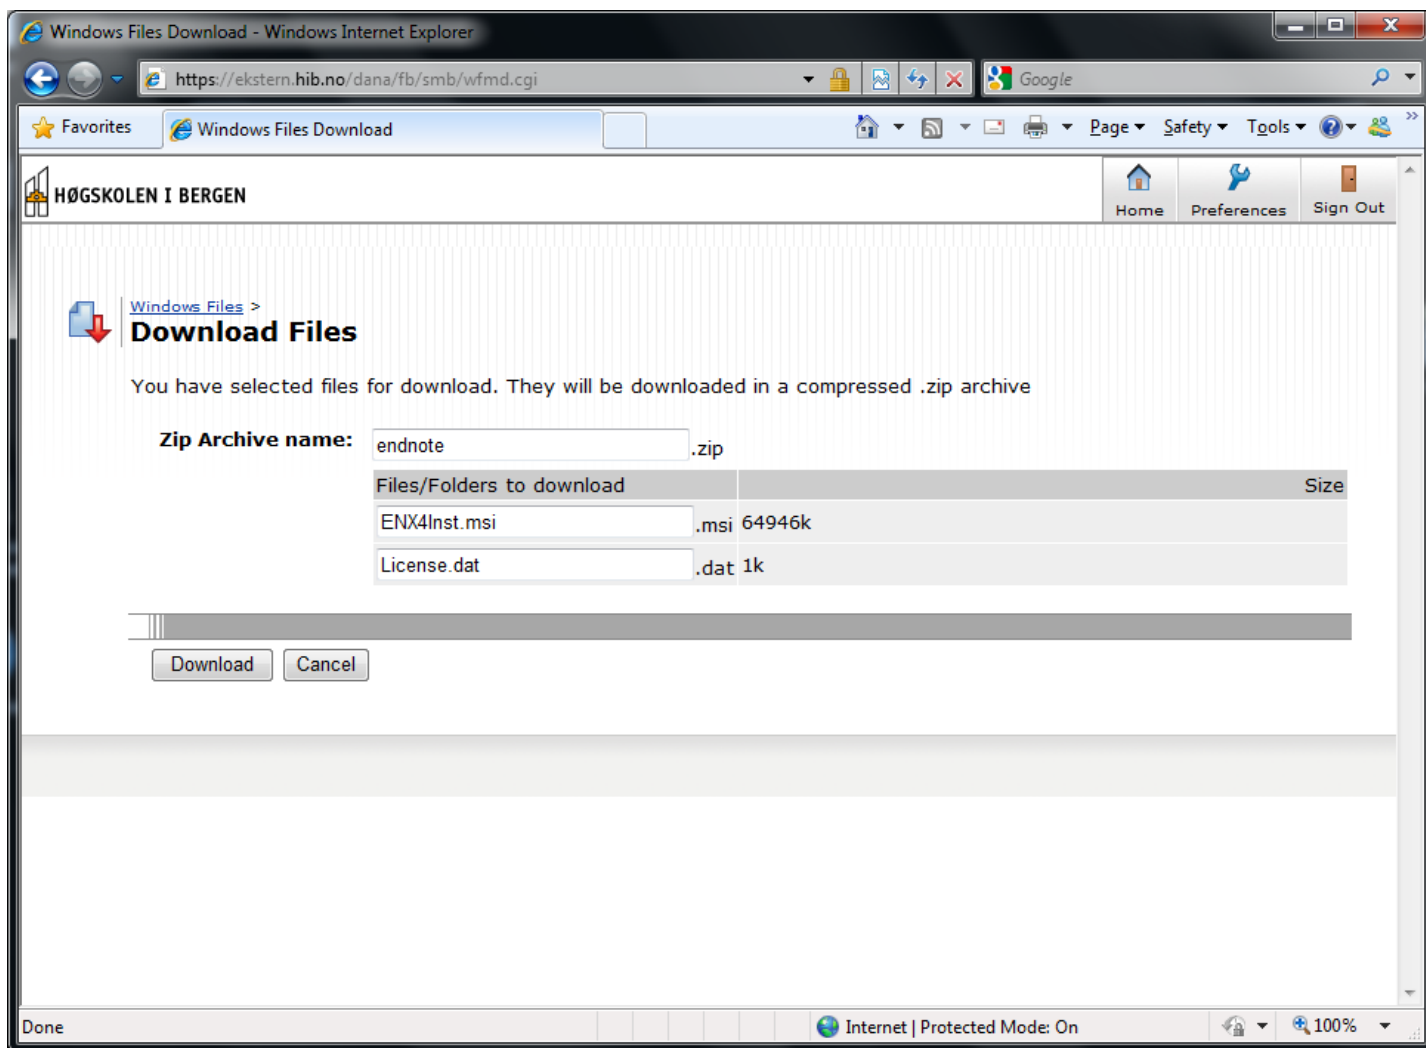 Windows Files Download - Windows Internet Explorer
https://ekstern.hib.no/dana/fb/smb/wfmd.cgi
Google
Favorites
Windows Files Download
Page Safety Tools
HØGSKOLEN I BERGEN
Home Preferences Sign Out
Windows Files >
Download Files
You have selected files for download. They will be downloaded in a compressed .zip archive
Zip Archive name: endnote .zip
Files/Folders to download Size
ENX4Inst.msi .msi 64946k
License.dat .dat 1k
Download Cancel
Done Internet | Protected Mode: On 100%